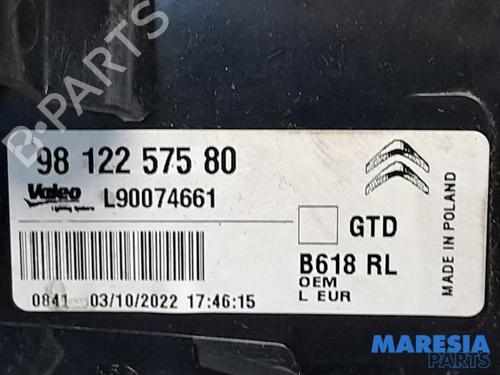 98 122 575 80
Valeo L90074661
Lighting Systems
GTD
B618 RL
OEM
L EUR
0841 03/10/2022 17:46:15
MADE IN POLAND
B-PARTS
MARESIA
PARTS